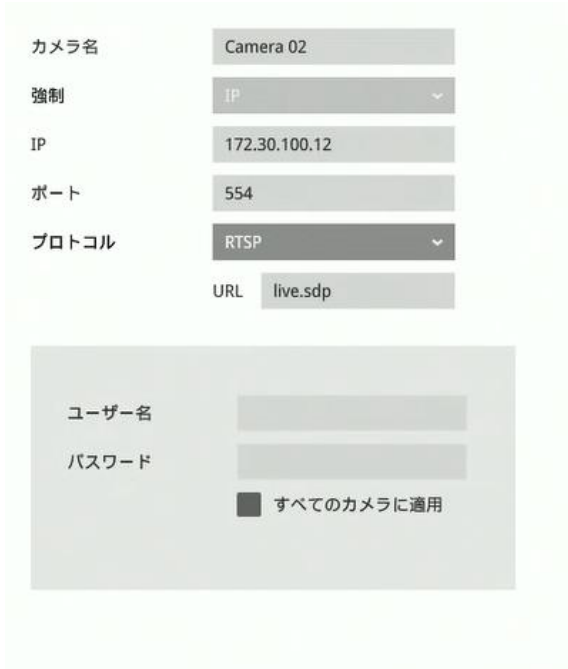 カメラ名 Camera 02
強制 IP
IP 172.30.100.12
ポート 554
プロトコル RTSP
URL live.sdp
ユーザー名
パスワード
すべてのカメラに適用